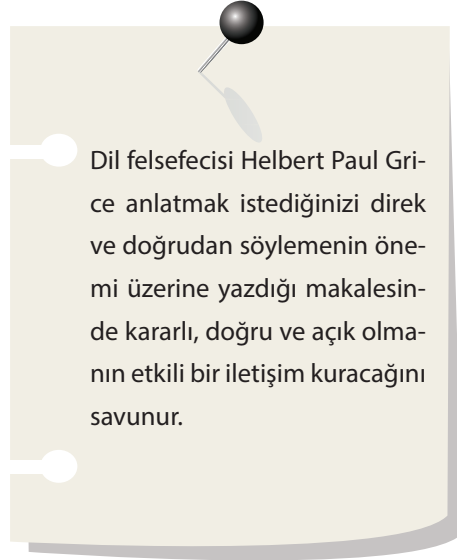 Dil felsefecisi Helbert Paul Gri-
ce anlatmak istediğinizi direk
ve doğrudan söylemenin öne-
mi üzerine yazdığı makalesin-
de kararlı, doğru ve açık olma-
nın etkili bir iletişim kuracağını
savunur.